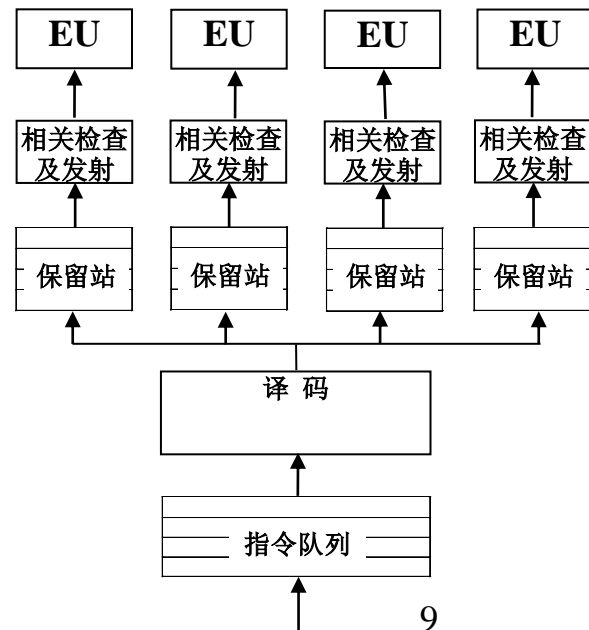 EU EU EU EU
相关检查 相关检查 相关检查 相关检查
及发射 及发射 及发射 及发射
保留站 保留站 保留站 保留站
译 码
指令队列
9